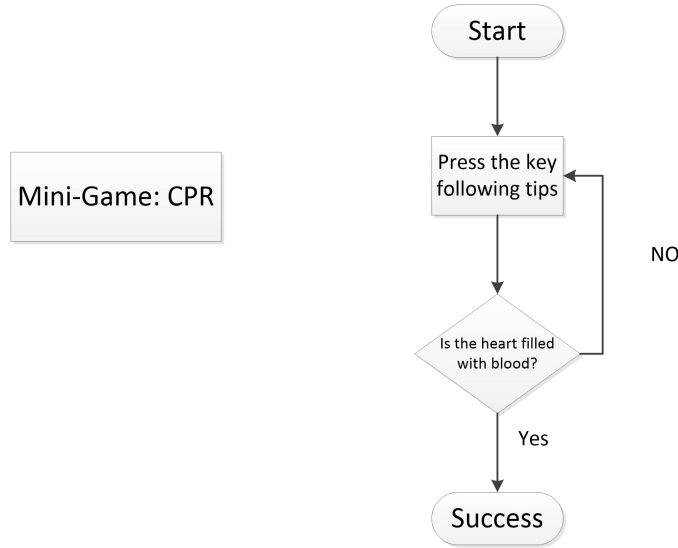 Start
Press the key
following tips
Mini-Game: CPR
NO
Is the heart filled
with blood?
Yes
Success